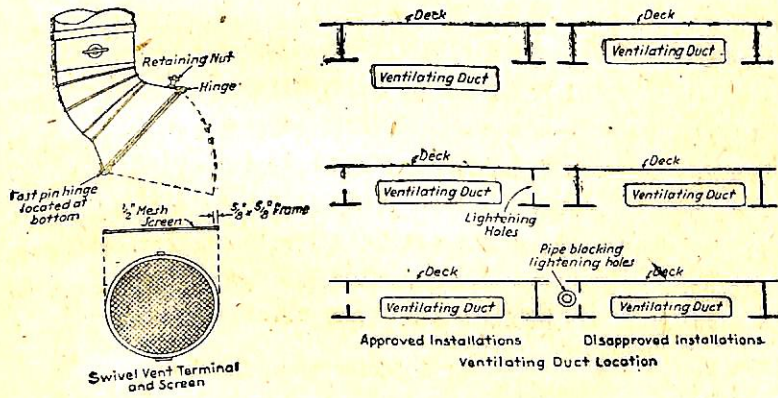 Retaining Nut
Hinge
Fast pin hinge
located at
bottom
1/2" Mesh
Screen
5/8" x 5/8" Frame
Swivel Vent Terminal
and Screen
Deck
Ventilating Duct
Deck
Ventilating Duct
Deck
Ventilating Duct
Lightening
Holes
Deck
Ventilating Duct
Pipe blocking
lightening holes
Deck
Ventilating Duct
Deck
Ventilating Duct
Approved Installations
Disapproved Installations
Ventilating Duct Location